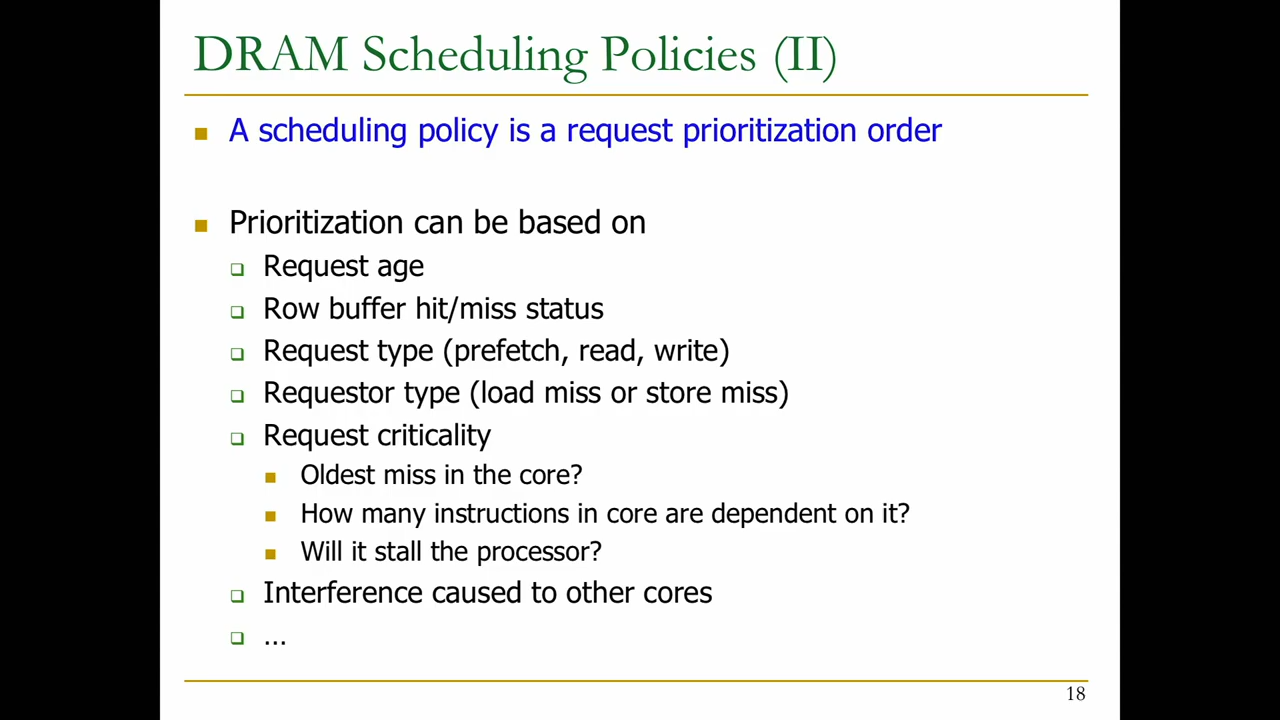 DRAM Scheduling Policies (II)
A scheduling policy is a request prioritization order
Prioritization can be based on
Request age
Row buffer hit/miss status
Request type (prefetch, read, write)
Requestor type (load miss or store miss)
Request criticality
Oldest miss in the core?
How many instructions in core are dependent on it?
Will it stall the processor?
Interference caused to other cores
...
18